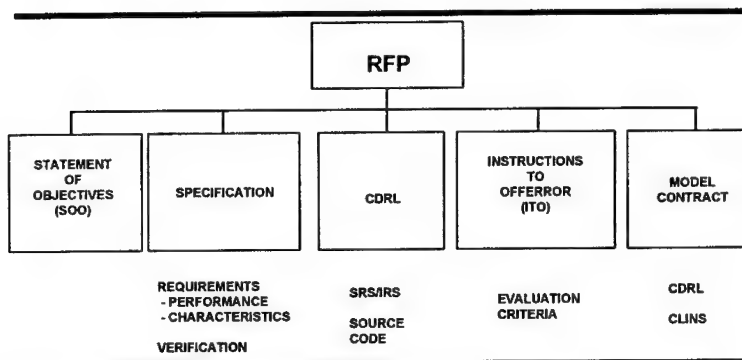 RFP
STATEMENT
OF
OBJECTIVES
(SOO)
SPECIFICATION
CDRL
INSTRUCTIONS
TO
OFFERROR
(ITO)
MODEL
CONTRACT
REQUIREMENTS
- PERFORMANCE
- CHARACTERISTICS
VERIFICATION
SRS/IRS
SOURCE
CODE
EVALUATION
CRITERIA
CDRL
CLINS